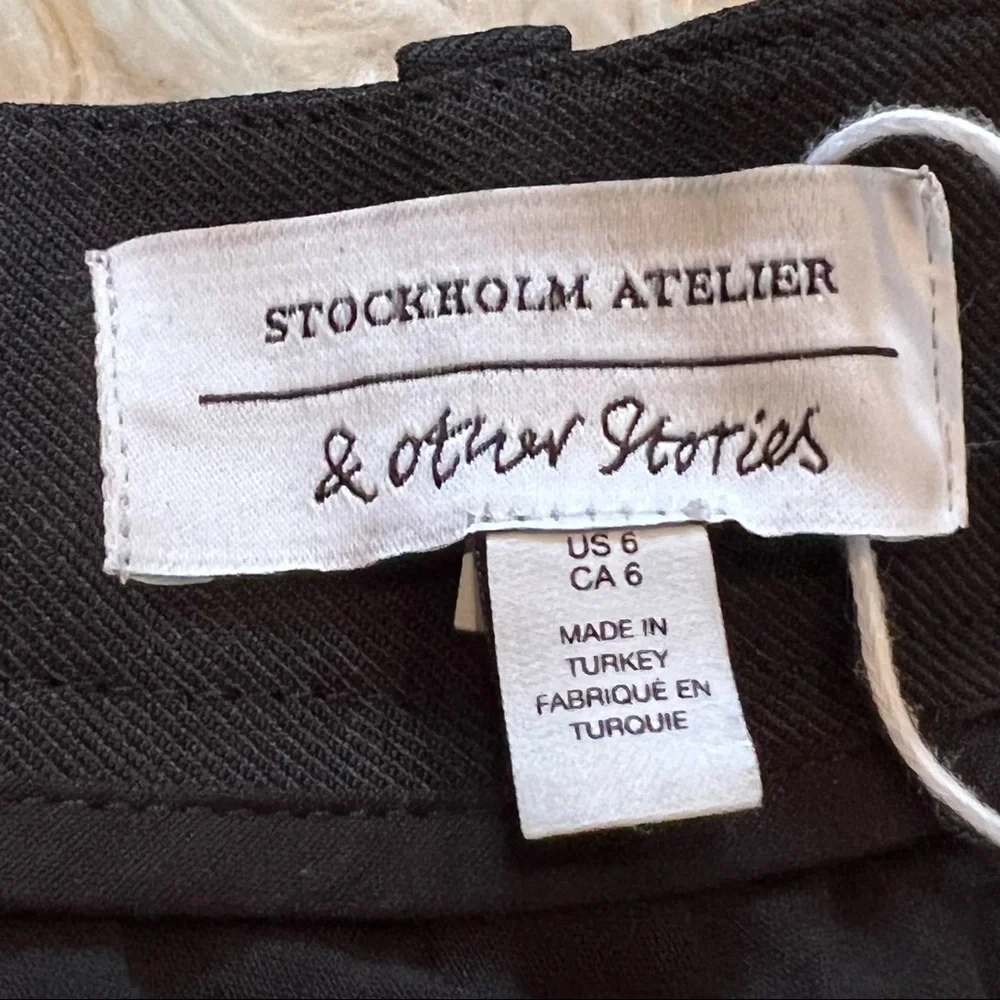 STOCKHOLM ATELIER
& other Stories
US 6
CA 6
MADE IN
TURKEY
FABRIQUÉ EN
TURQUIE